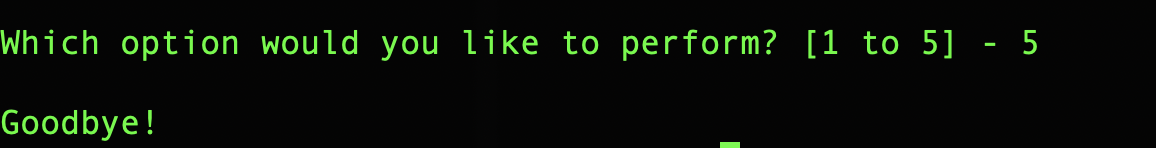 Which option would you like to perform? [1 to 5] - 5
Goodbye!